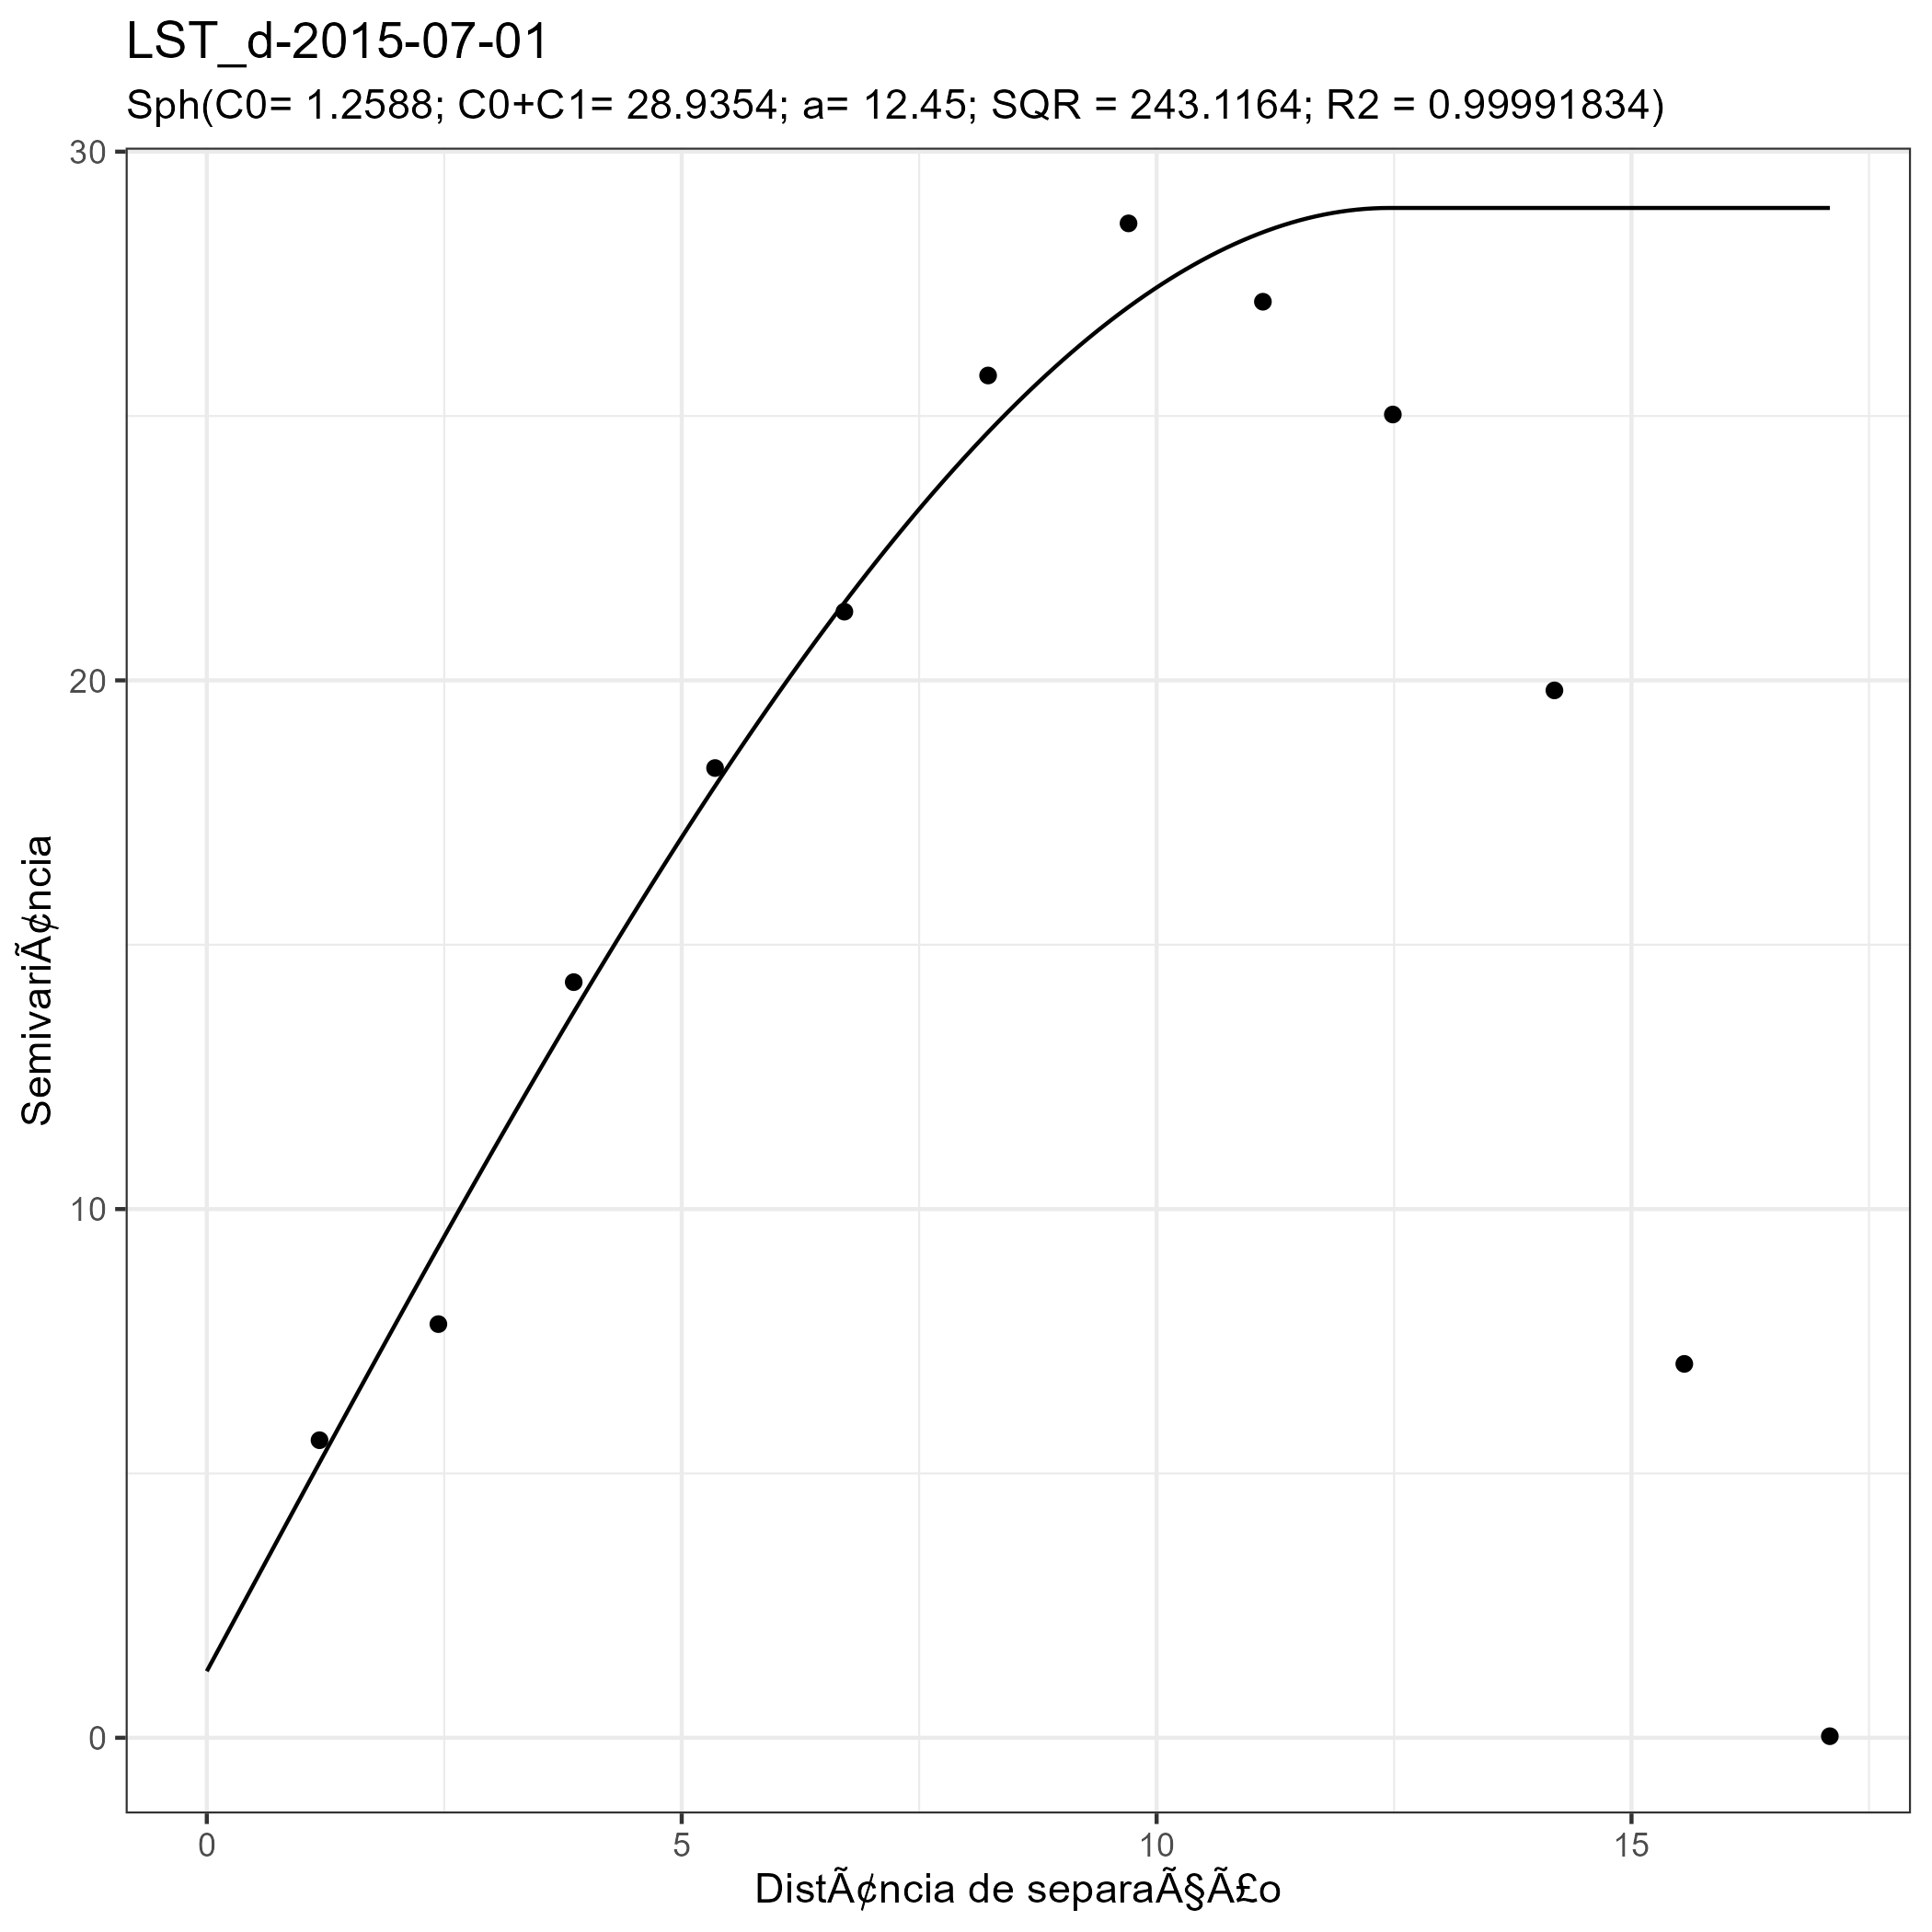 LST_d-2015-07-01
Sph(C0= 1.2588; C0+C1= 28.9354; a= 12.45; SQR = 243.1164; R2 = 0.99991834)
30
20
10
0
SemivariÃ¢ncia
0 5 10 15
DistÃ¢ncia de separaÃ§Ã£o